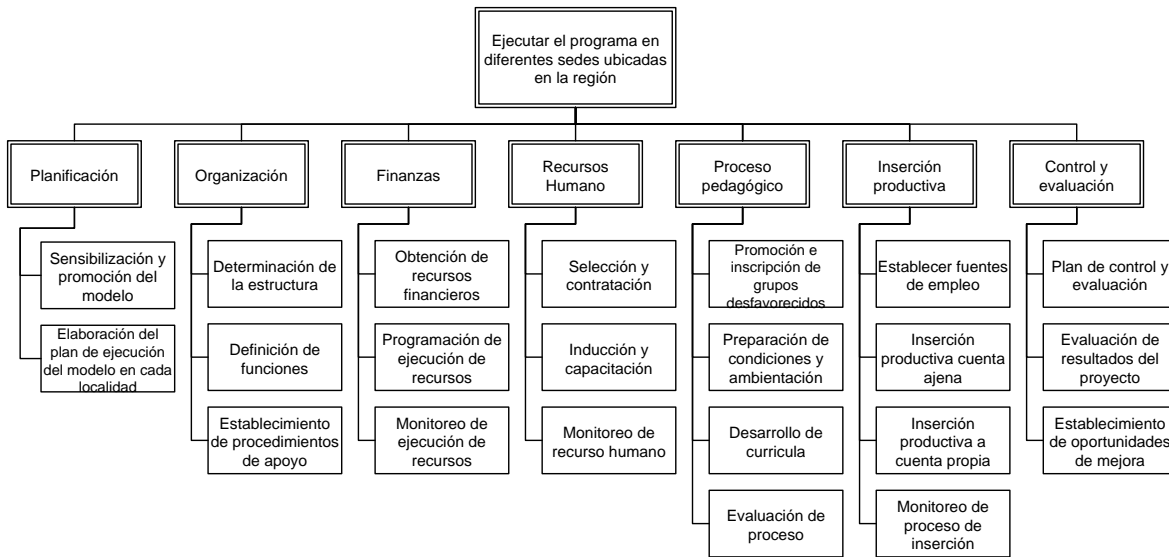 Ejecutar el programa en
diferentes sedes ubicadas
en la región
Planificación
Organización
Finanzas
Recursos
Humano
Proceso
pedagógico
Inserción
productiva
Control y
evaluación
Sensibilización y
promoción del
modelo
Elaboración del
plan de ejecución
del modelo en cada
localidad
Determinación de
la estructura
Definición de
funciones
Establecimiento
de procedimientos
de apoyo
Obtención de
recursos
financieros
Programación de
ejecución de
recursos
Monitoreo de
ejecución de
recursos
Selección y
contratación
Inducción y
capacitación
Monitoreo de
recurso humano
Promoción e
inscripción de
grupos
desfavorecidos
Preparación de
condiciones y
ambientación
Desarrollo de
curricula
Evaluación de
proceso
Establecer fuentes
de empleo
Inserción
productiva cuenta
ajena
Inserción
productiva a
cuenta propia
Monitoreo de
proceso de
inserción
Plan de control y
evaluación
Evaluación de
resultados del
proyecto
Establecimiento
de oportunidades
de mejora